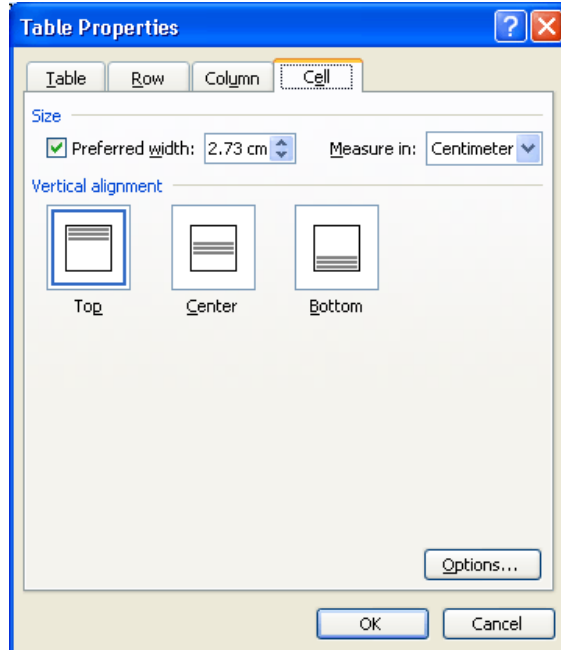 Table Properties
Table Row Column Cell
Size
Preferred width: 2.73 cm Measure in: Centimeter
Vertical alignment
Top Center Bottom
Options...
OK Cancel